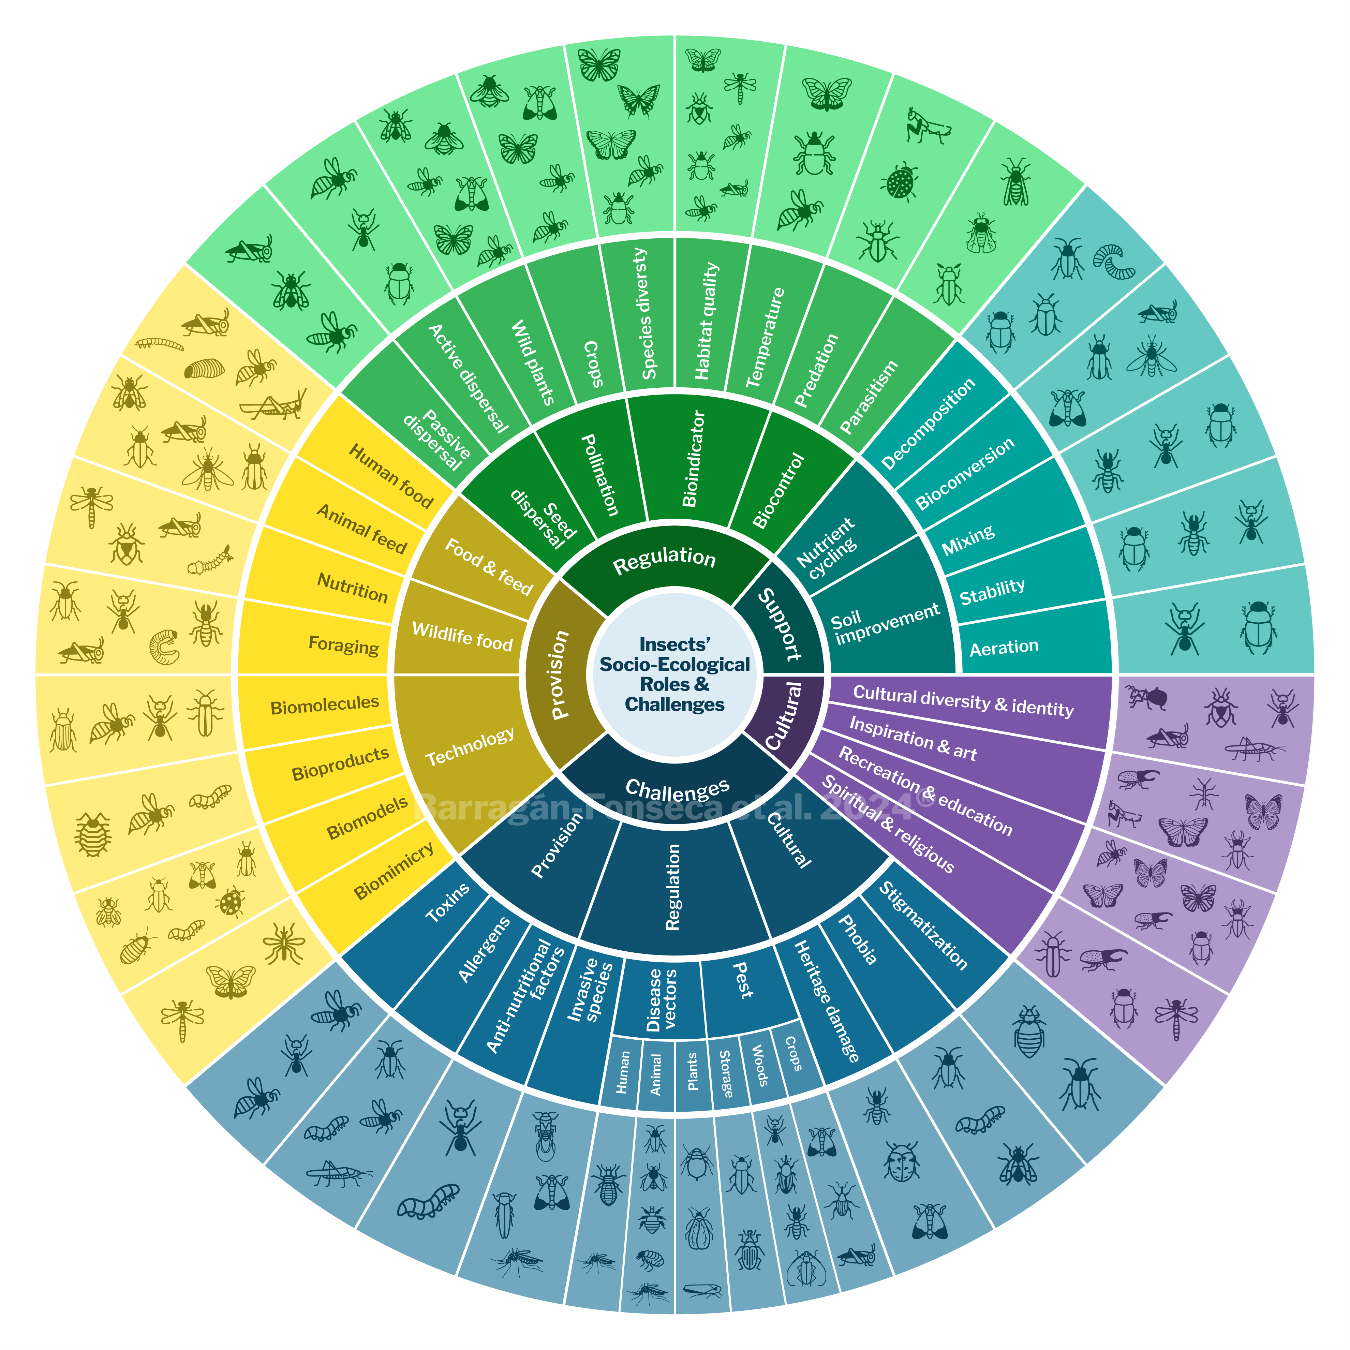 Insects’
Socio-Ecological
Roles &
Challenges
Regulation
Support
Cultural
Challenges
Provision
Seed
dispersal
Pollination
Bioindicator
Biocontrol
Passive
dispersal
Active dispersal
Wild plants
Crops
Species diversty
Habitat quality
Temperature
Predation
Parasitism
Nutrient
cycling
Soil
improvement
Decomposition
Bioconversion
Mixing
Stability
Aeration
Cultural diversity & identity
Inspiration & art
Recreation & education
Spiritual & religious
Cultural
Regulation
Provision
Stigmatization
Phobia
Heritage damage
Pest
Crops
Woods
Storage
Disease
vectors
Plants
Animal
Human
Invasive
species
Anti-nutritional
factors
Allergens
Toxins
Technology
Wildlife food
Food & feed
Biomimicry
Biomodels
Bioproducts
Biomolecules
Foraging
Nutrition
Animal feed
Human food
Barragán-Fonseca et al. 2024©